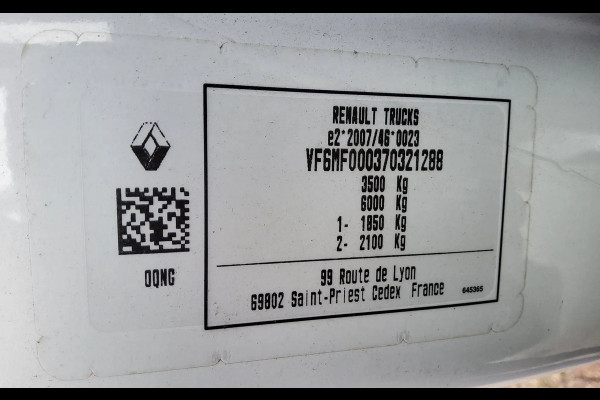 RENAULT TRUCKS
e2*2007/46*0023
VF6MF000370321288
3500 Kg
6000 Kg
1- 1850 Kg
2- 2100 Kg
OQNG
99 Route de Lyon
69802 Saint-Priest Cedex France
645365